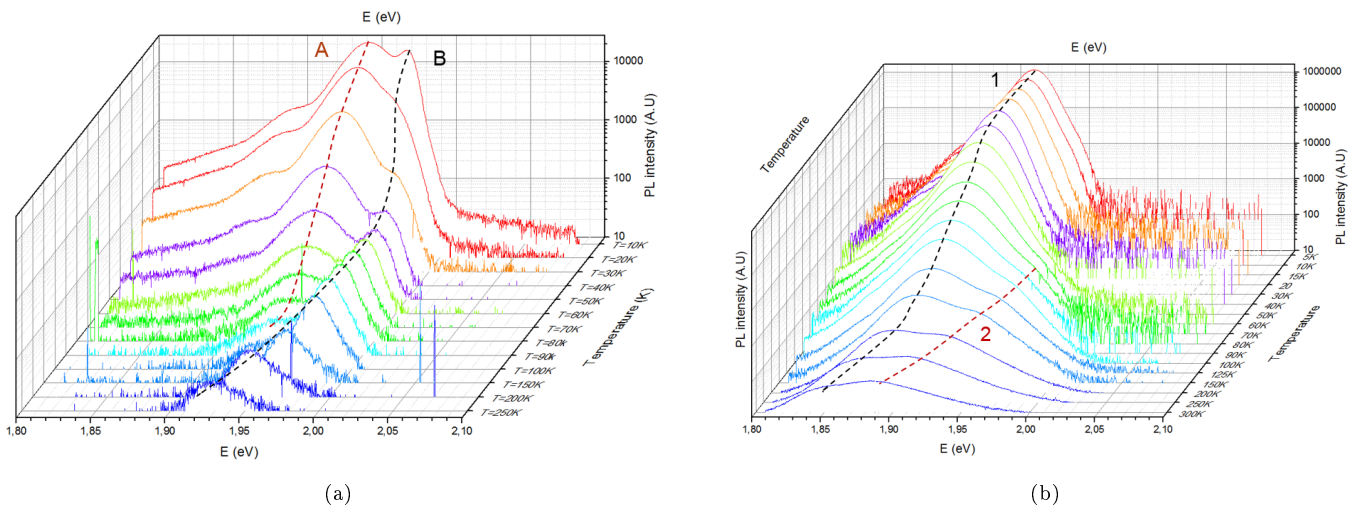 E (eV)
A
B
10000
1000
100
10
PL intensity (A.U)
T=10K
T=20K
T=30K
T=40K
T=50K
T=60K
T=70K
T=80k
T=90k
T=100K
T=150K
T=200K
T=250K
Temperature (K)
1,80
1,90
1,95
2,00
2,05
2,10
E (eV)
(a)
E (eV)
1
2
Temperature
1000000
100000
10000
1000
100
10
PL intensity (A.U)
5K
10K
15K
20
30K
40K
50K
60K
70K
80K
90K
100K
125K
150K
200K
250K
300K
Temperature
PL intensity (A.U)
1,80
1,85
1,90
1,95
2,00
2,05
2,10
E (eV)
(b)